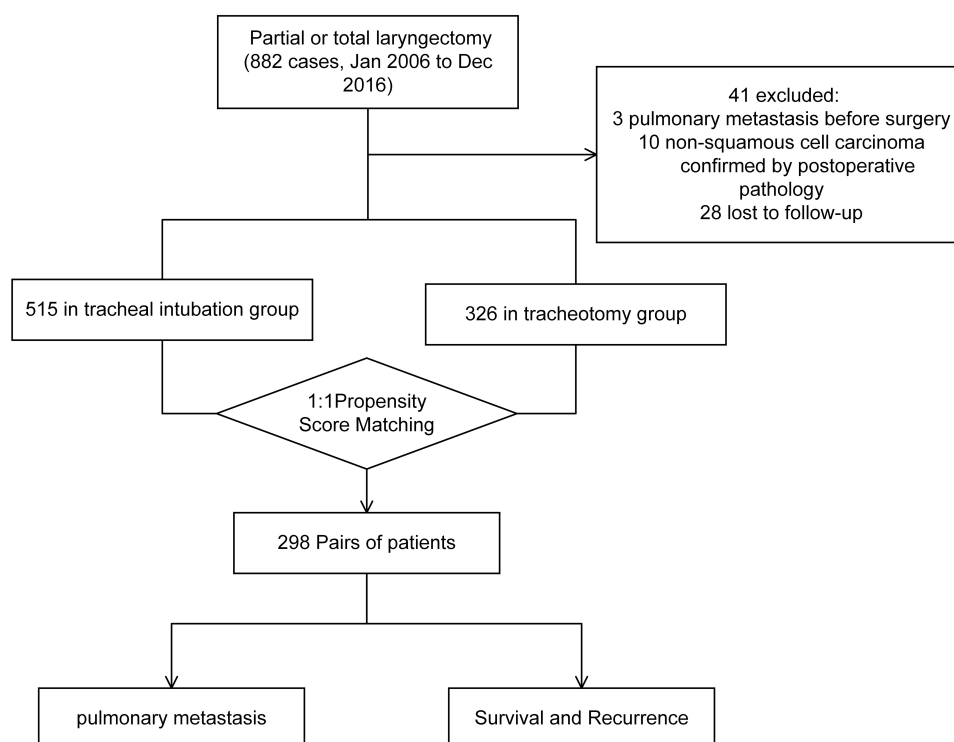 Partial or total laryngectomy
(882 cases, Jan 2006 to Dec
2016)
41 excluded:
3 pulmonary metastasis before surgery
10 non-squamous cell carcinoma
confirmed by postoperative
pathology
28 lost to follow-up
515 in tracheal intubation group
326 in tracheotomy group
1:1Propensity
Score Matching
298 Pairs of patients
pulmonary metastasis
Survival and Recurrence